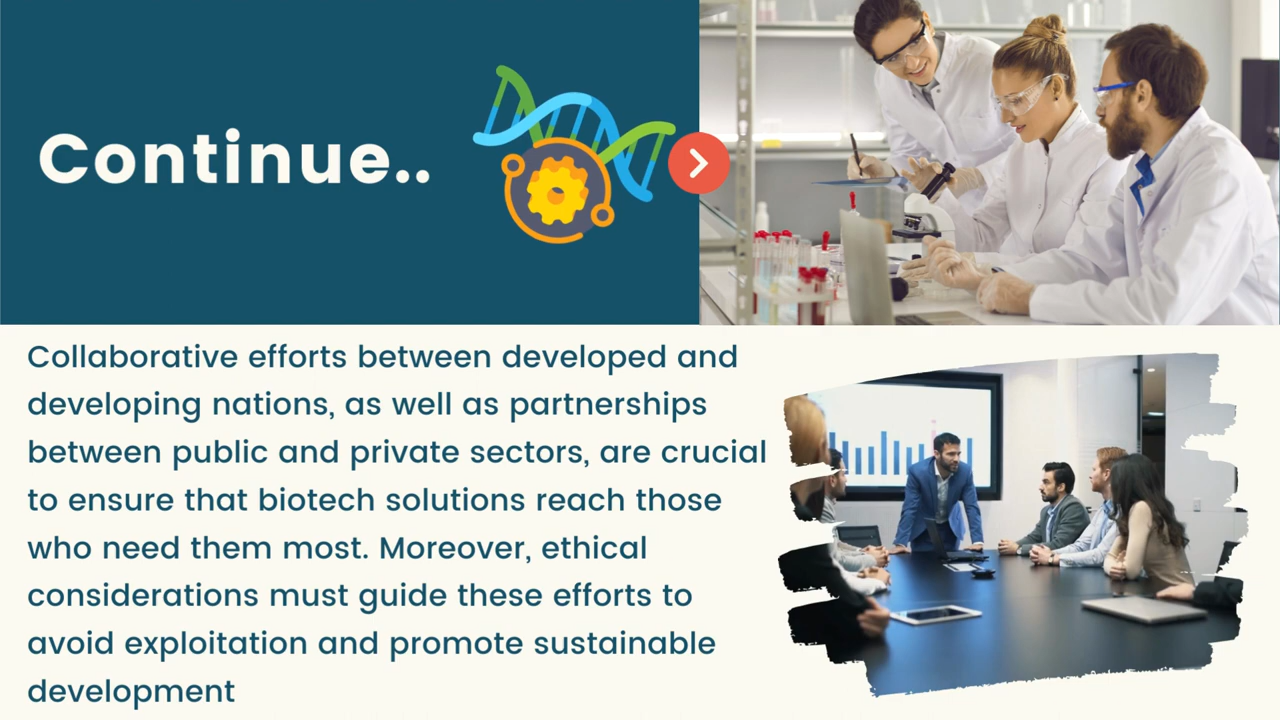 Continue..
Collaborative efforts between developed and
developing nations, as well as partnerships
between public and private sectors, are crucial
to ensure that biotech solutions reach those
who need them most. Moreover, ethical
considerations must guide these efforts to
avoid exploitation and promote sustainable
development